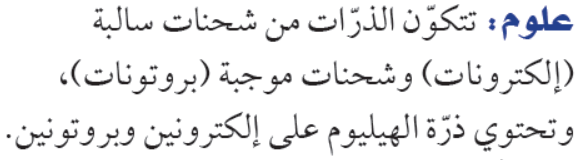 علوم: تتكوّن الذرّات من شحنات سالبة
(إلكترونات) وشحنات موجبة (بروتونات)،
وتحتوي ذرّة الهيليوم على إلكترونين وبروتونين.